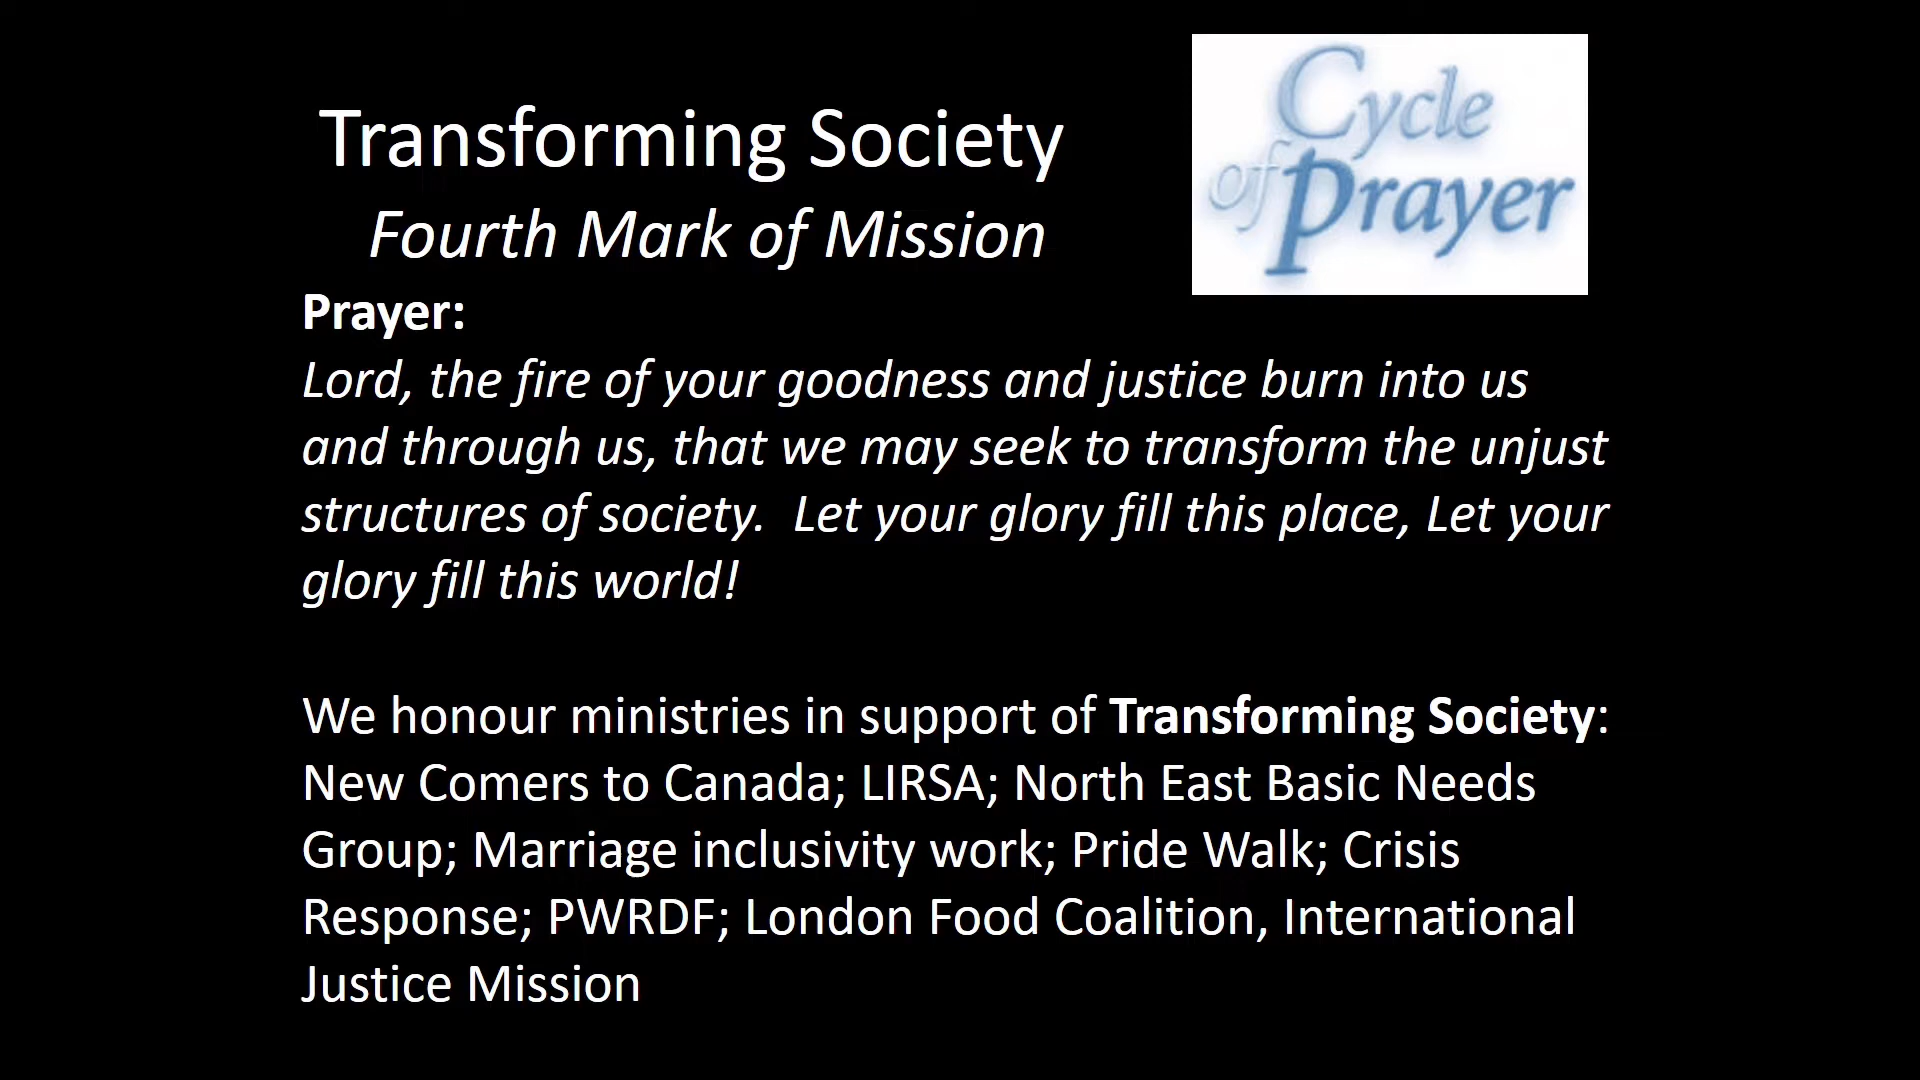 Transforming Society
Fourth Mark of Mission
Cycle
of Prayer
Prayer:
Lord, the fire of your goodness and justice burn into us
and through us, that we may seek to transform the unjust
structures of society.  Let your glory fill this place, Let your
glory fill this world!
We honour ministries in support of Transforming Society:
New Comers to Canada; LIRSA; North East Basic Needs
Group; Marriage inclusivity work; Pride Walk; Crisis
Response; PWRDF; London Food Coalition, International
Justice Mission